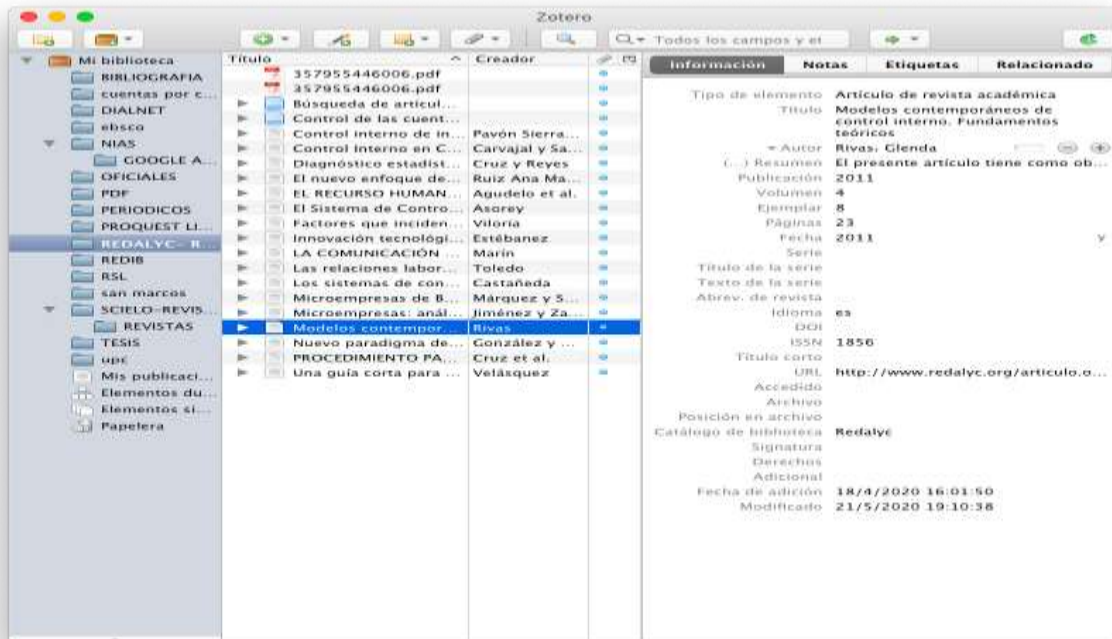 Zotero
Todos los campos y et
Mi biblioteca
BIBLIOGRAFIA
cuentas por c...
DIALNET
ebsco
NIAS
GOOGLE A...
OFICIALES
PDF
PERIODICOS
PROQUEST LI...
REDALYC- R...
REDIB
RSL
san marcos
SCIELO-REVIS...
REVISTAS
TESIS
upc
Mis publicaci...
Elementos du...
Elementos si...
Papelera
Título Creador
357955446006.pdf
357955446006.pdf
Búsqueda de artícul...
Control de las cuent...
Control interno de in... Pavón Sierra...
Control Interno en C... Carvajal y Sa...
Diagnóstico estadíst... Cruz y Reyes
El nuevo enfoque de... Ruiz Ana Ma...
EL RECURSO HUMAN... Agudelo et al.
El Sistema de Contro... Asorey
Factores que inciden... Viloria
Innovación tecnológi... Estébanez
LA COMUNICACIÓN ... Marín
Las relaciones labor... Toledo
Los sistemas de con... Castañeda
Microempresas de B... Márquez y S...
Microempresas: anál... Jiménez y Za...
Modelos contempor... Rivas
Nuevo paradigma de... González y ...
PROCEDIMIENTO PA... Cruz et al.
Una guía corta para ... Velásquez
Información Notas Etiquetas Relacionado
Tipo de elemento Artículo de revista académica
Título Modelos contemporáneos de
control interno. Fundamentos
teóricos
Autor Rivas, Glenda
(...) Resumen El presente artículo tiene como ob...
Publicación 2011
Volumen 4
Ejemplar 8
Páginas 23
Fecha 2011 y
Serie
Título de la serie
Texto de la serie
Abrev. de revista
Idioma es
DOI
ISSN 1856
Título corto
URL http://www.redalyc.org/articulo.o...
Accedido
Archivo
Posición en archivo
Catálogo de biblioteca Redalyc
Signatura
Derechos
Adicional
Fecha de adición 18/4/2020 16:01:50
Modificado 21/5/2020 19:10:38